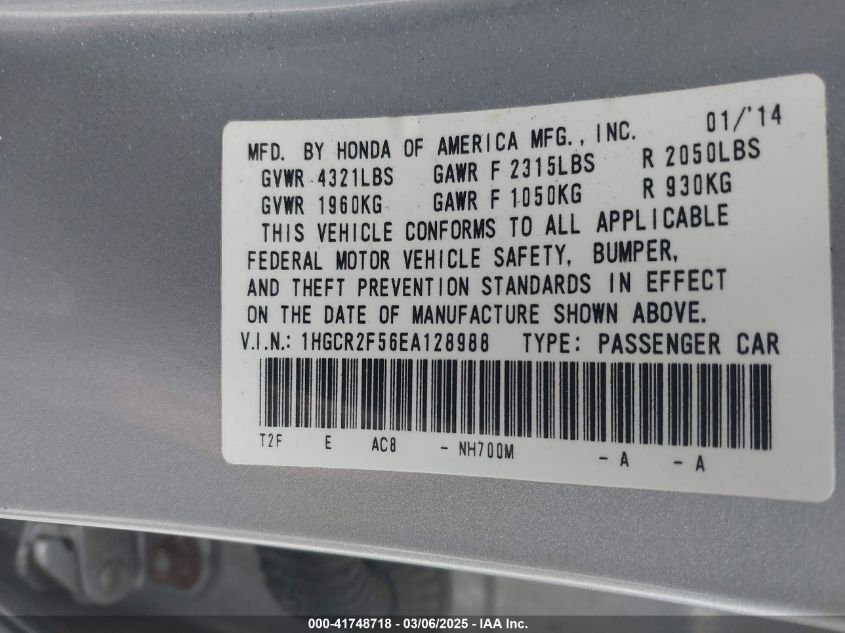 01/'14
MFD. BY HONDA OF AMERICA MFG., INC.
GVWR 4321LBS GAWR F 2315LBS R 2050LBS
GVWR 1960KG GAWR F 1050KG R 930KG
THIS VEHICLE CONFORMS TO ALL APPLICABLE
FEDERAL MOTOR VEHICLE SAFETY, BUMPER,
AND THEFT PREVENTION STANDARDS IN EFFECT
ON THE DATE OF MANUFACTURE SHOWN ABOVE.
V.I.N.: 1HGCR2F56EA128988 TYPE: PASSENGER CAR
T2F E AC8 - NH700M - A - A
000-41748718 - 03/06/2025 - IAA Inc.